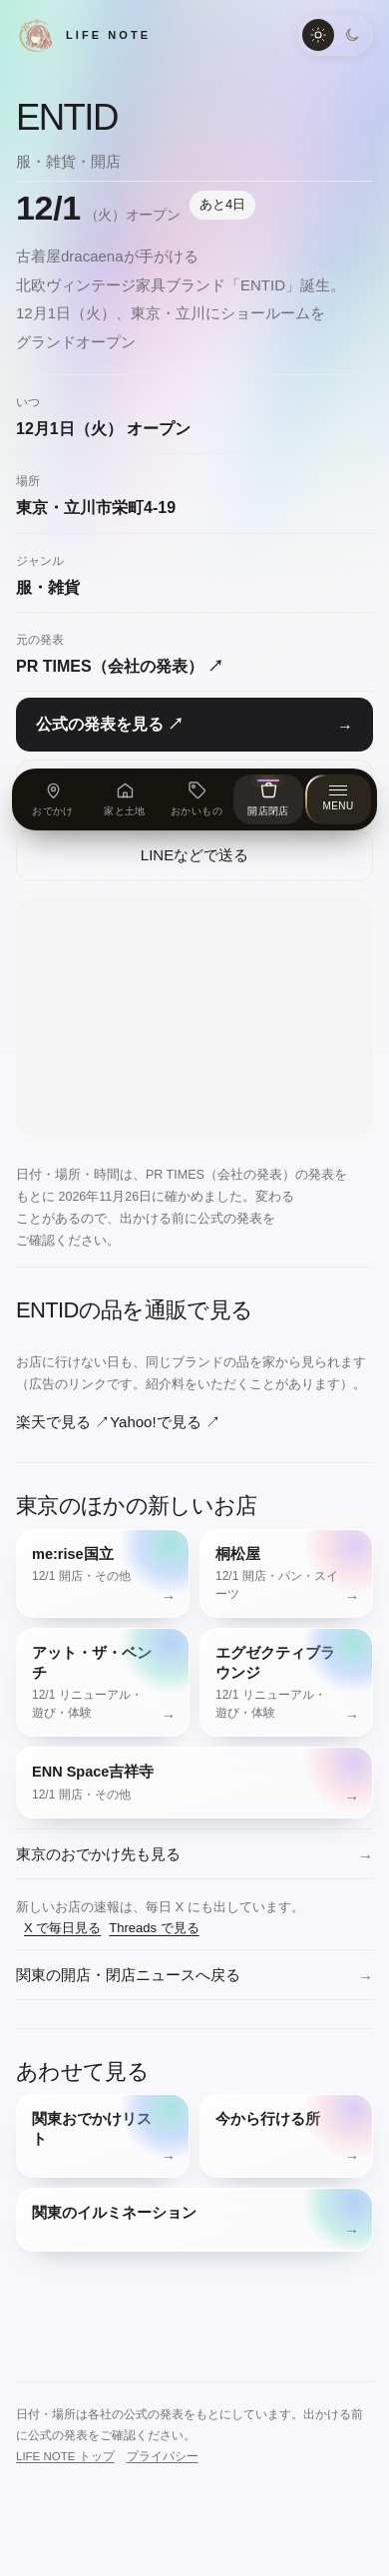 LIFE NOTE
ENTID
服・雑貨・開店
12/1 （火）オープン あと4日
古着屋dracaenaが手がける
北欧ヴィンテージ家具ブランド「ENTID」誕生。
12月1日（火）、東京・立川にショールームを
グランドオープン
いつ
12月1日（火） オープン
場所
東京・立川市栄町4-19
ジャンル
服・雑貨
元の発表
PR TIMES（会社の発表） ↗
公式の発表を見る ↗ →
おでかけ 家と土地 おかいもの 開店閉店 MENU
LINEなどで送る
日付・場所・時間は、PR TIMES（会社の発表）の発表を
もとに 2026年11月26日に確かめました。変わる
ことがあるので、出かける前に公式の発表を
ご確認ください。
ENTIDの品を通販で見る
お店に行けない日も、同じブランドの品を家から見られます
（広告のリンクです。紹介料をいただくことがあります）。
楽天で見る ↗Yahoo!で見る ↗
東京のほかの新しいお店
me:rise国立
12/1 開店・その他
→
桐松屋
12/1 開店・パン・スイ
ーツ
→
アット・ザ・ベン
チ
12/1 リニューアル・
遊び・体験
→
エグゼクティブラ
ウンジ
12/1 リニューアル・
遊び・体験
→
ENN Space吉祥寺
12/1 開店・その他
→
東京のおでかけ先も見る →
新しいお店の速報は、毎日 X にも出しています。
X で毎日見る Threads で見る
関東の開店・閉店ニュースへ戻る →
あわせて見る
関東おでかけリス
ト
→
今から行ける所
→
関東のイルミネーション
→
日付・場所は各社の公式の発表をもとにしています。出かける前
に公式の発表をご確認ください。
LIFE NOTE トップ プライバシー